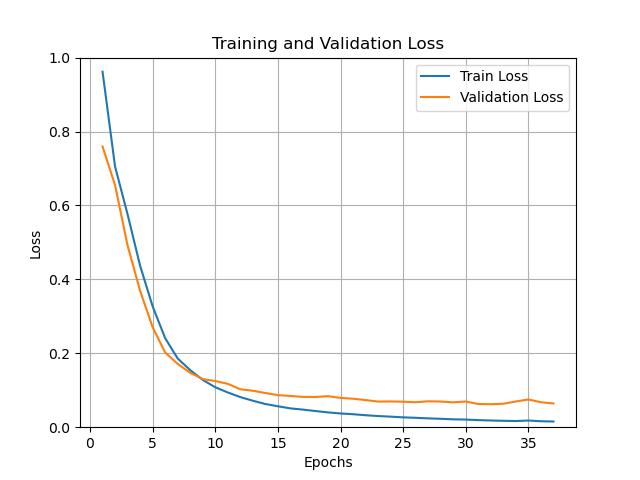 Training and Validation Loss
Train Loss
Validation Loss
1.0
0.8
0.6
0.4
0.2
0.0
Loss
0 5 10 15 20 25 30 35
Epochs